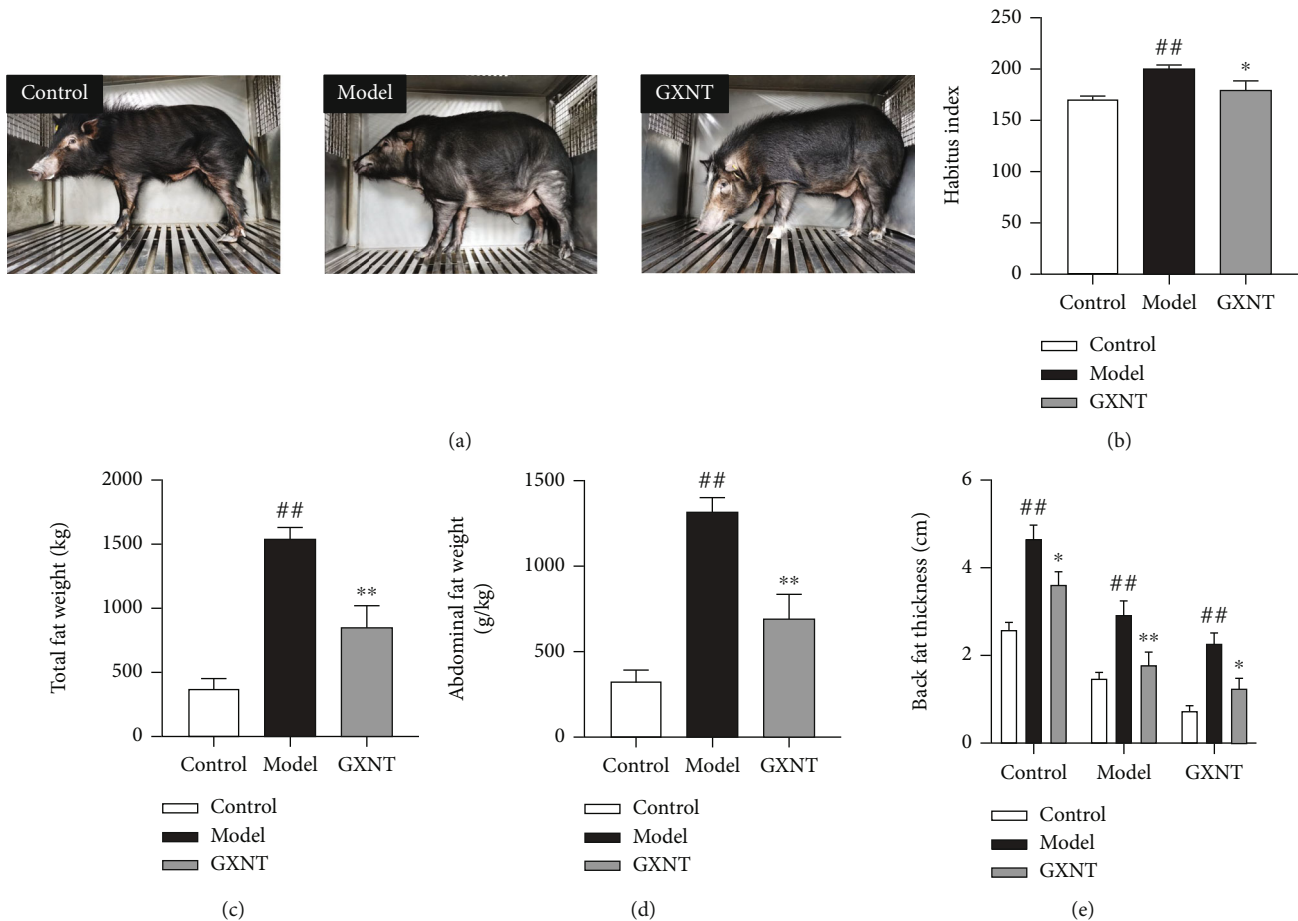 Control
Model
GXNT
(a)
Habitus index
250
200
150
100
50
0
##
*
Control Model GXNT
Control
Model
GXNT
(b)
Total fat weight (kg)
2000
1500
1000
500
0
##
**
Control Model GXNT
Control
Model
GXNT
(c)
Abdominal fat weight
(g/kg)
1500
1000
500
0
##
**
Control Model GXNT
Control
Model
GXNT
(d)
Back fat thickness (cm)
6
4
2
0
##
*
##
**
##
*
Control Model GXNT
Control
Model
GXNT
(e)